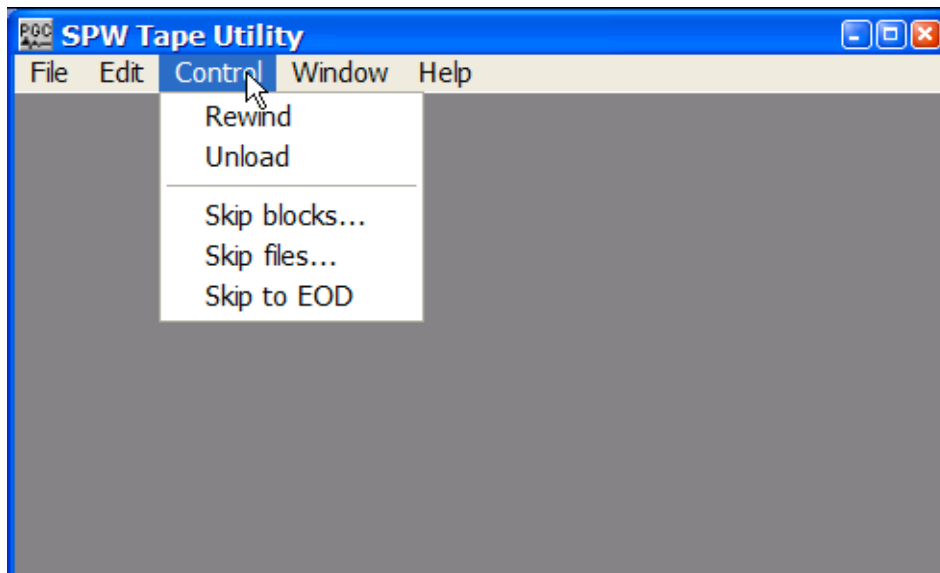 SPW Tape Utility
File Edit Control Window Help
Rewind
Unload
Skip blocks...
Skip files...
Skip to EOD